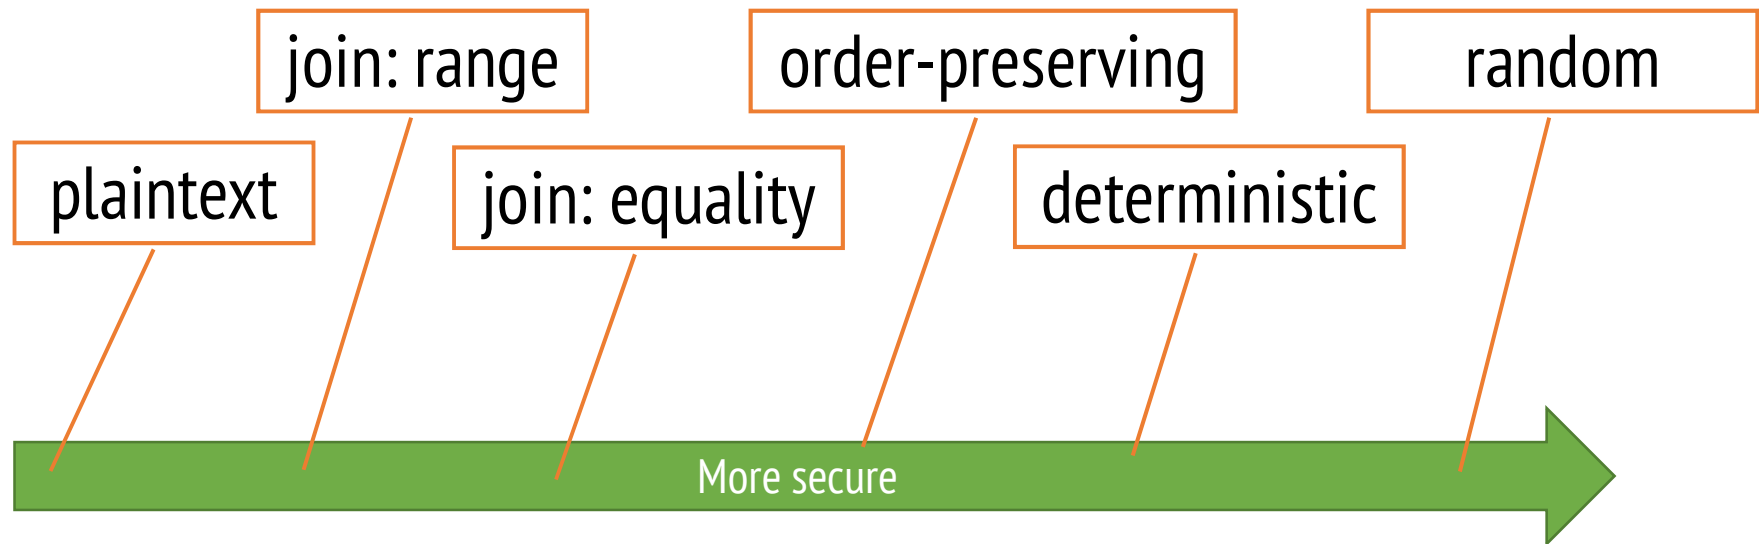 join: range
order-preserving
random
plaintext
join: equality
deterministic
More secure